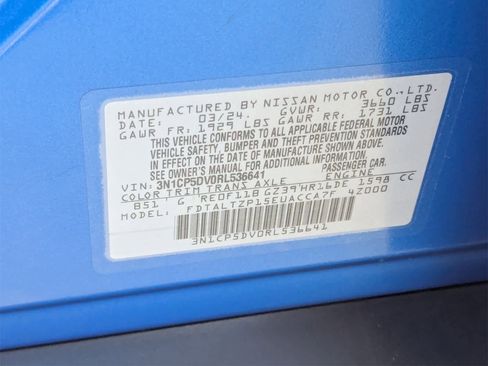 MANUFACTURED BY NISSAN MOTOR CO., LTD.
DATE: 03/24. GVWR: 3660 LBS
GAWR FR: 1929 LBS GAWR RR: 1731 LBS
THIS VEHICLE CONFORMS TO ALL APPLICABLE FEDERAL MOTOR
VEHICLE SAFETY, BUMPER, AND THEFT PREVENTION STANDARDS
IN EFFECT ON THE DATE OF MANUFACTURE SHOWN ABOVE.
SEE OWNER'S MANUAL FOR ADDITIONAL INFORMATION
VIN: 3N1CP5DV0RL536641 PASSENGER CAR
COLOR TRIM TRANS AXLE
B51 G RE0F11B GZ39 HR16DE 1598 CC
FDTALTZP15EUACCA7F 4Z000
3N1CP5DV0RL536641